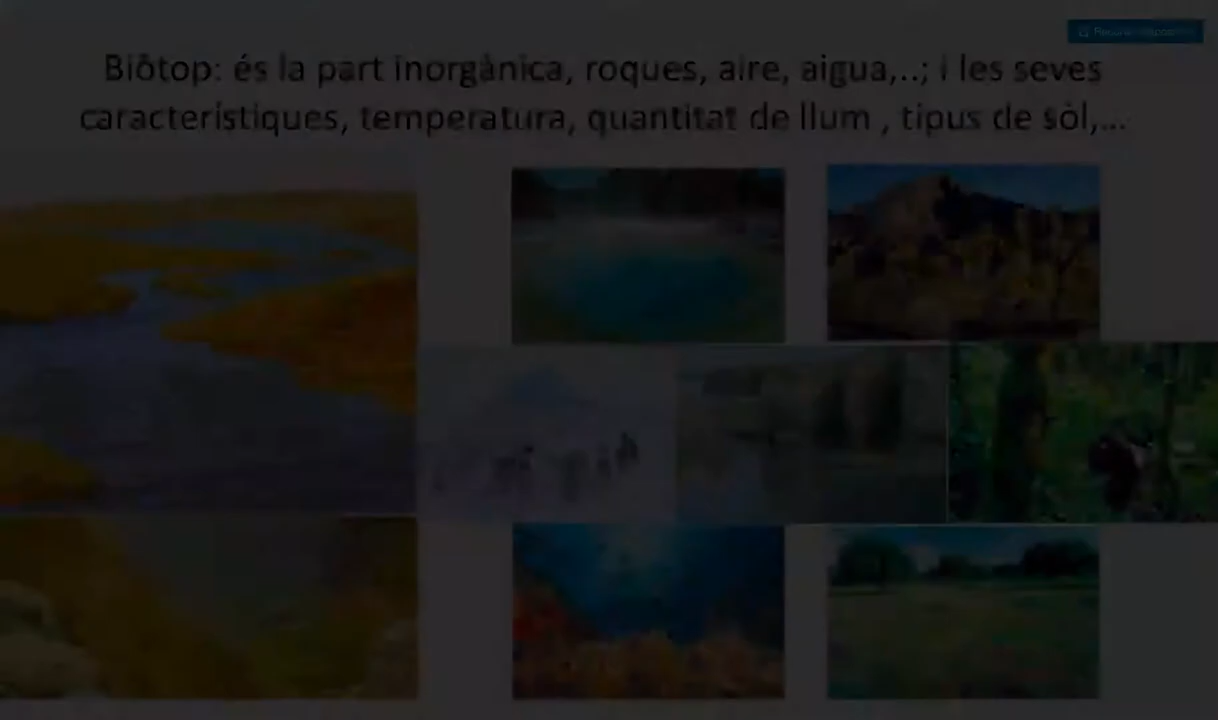 Biòtop: és la part inorgànica, roques, aire, aigua,..; i les seves
característiques, temperatura, quantitat de llum , tipus de sòl,...